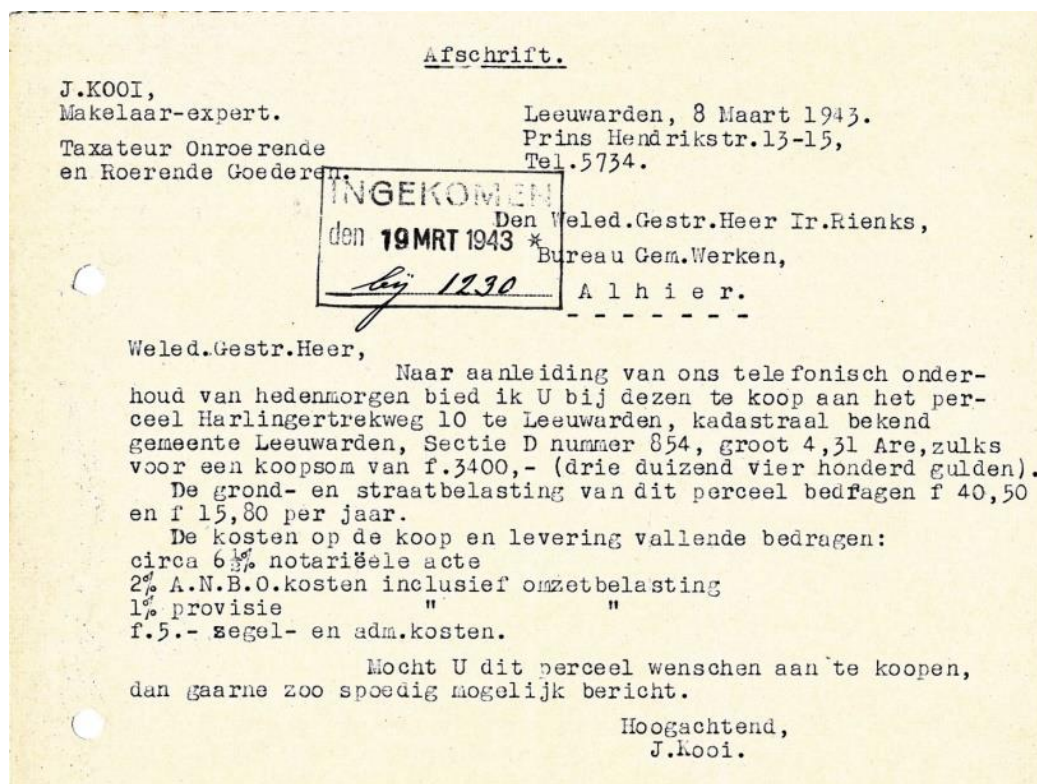 Afschrift.
J.KOOI,
Makelaar-expert.
Taxateur Onroerende
en Roerende Goederen.
Leeuwarden, 8 Maart 1943.
Prins Hendrikstr.13-15,
Tel.5734.
INGEKOMEN
den 19 MRT 1943 *
bij 1230
Den Weled.Gestr.Heer Ir.Rienks,
Bureau Gem.Werken,
A l h i e r.
- - - - - - -
Weled.Gestr.Heer,
Naar aanleiding van ons telefonisch onder-
houd van hedenmorgen bied ik U bij dezen te koop aan het per-
ceel Harlingertrekweg 10 te Leeuwarden, kadastraal bekend
gemeente Leeuwarden, Sectie D nummer 854, groot 4,31 Are,zulks
voor een koopsom van f.3400,- (drie duizend vier honderd gulden).
De grond- en straatbelasting van dit perceel bedragen f 40,50
en f 15,80 per jaar.
De kosten op de koop en levering vallende bedragen:
circa 6½% notariëele acte
2% A.N.B.O.kosten inclusief omzetbelasting
1% provisie " "
f.5.- zegel- en adm.kosten.
Mocht U dit perceel wenschen aan te koopen,
dan gaarne zoo spoedig mogelijk bericht.
Hoogachtend,
J.Kooi.